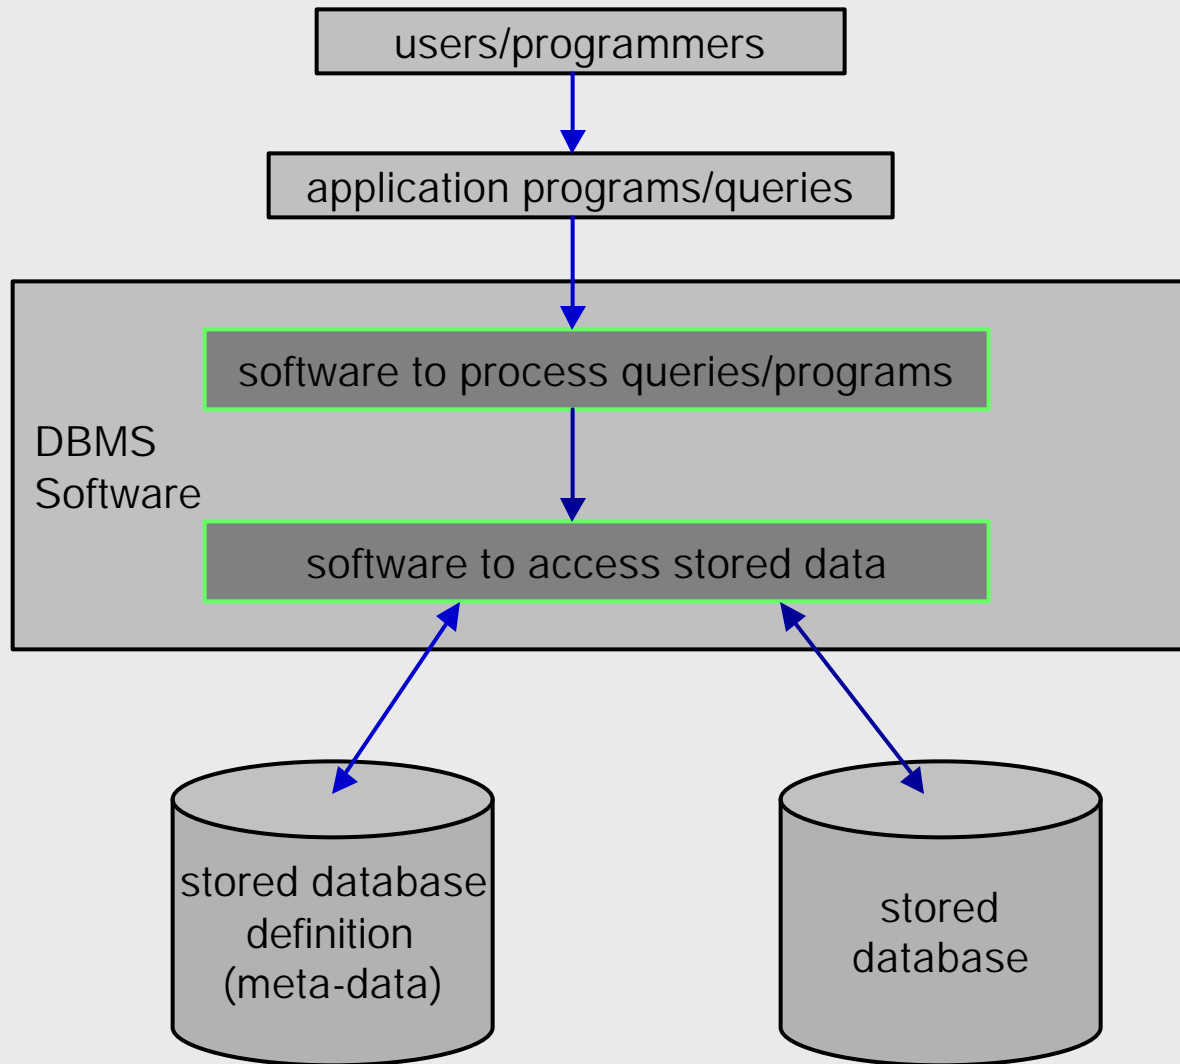 users/programmers
application programs/queries
software to process queries/programs
DBMS
Software
software to access stored data
stored database
definition
(meta-data)
stored
database